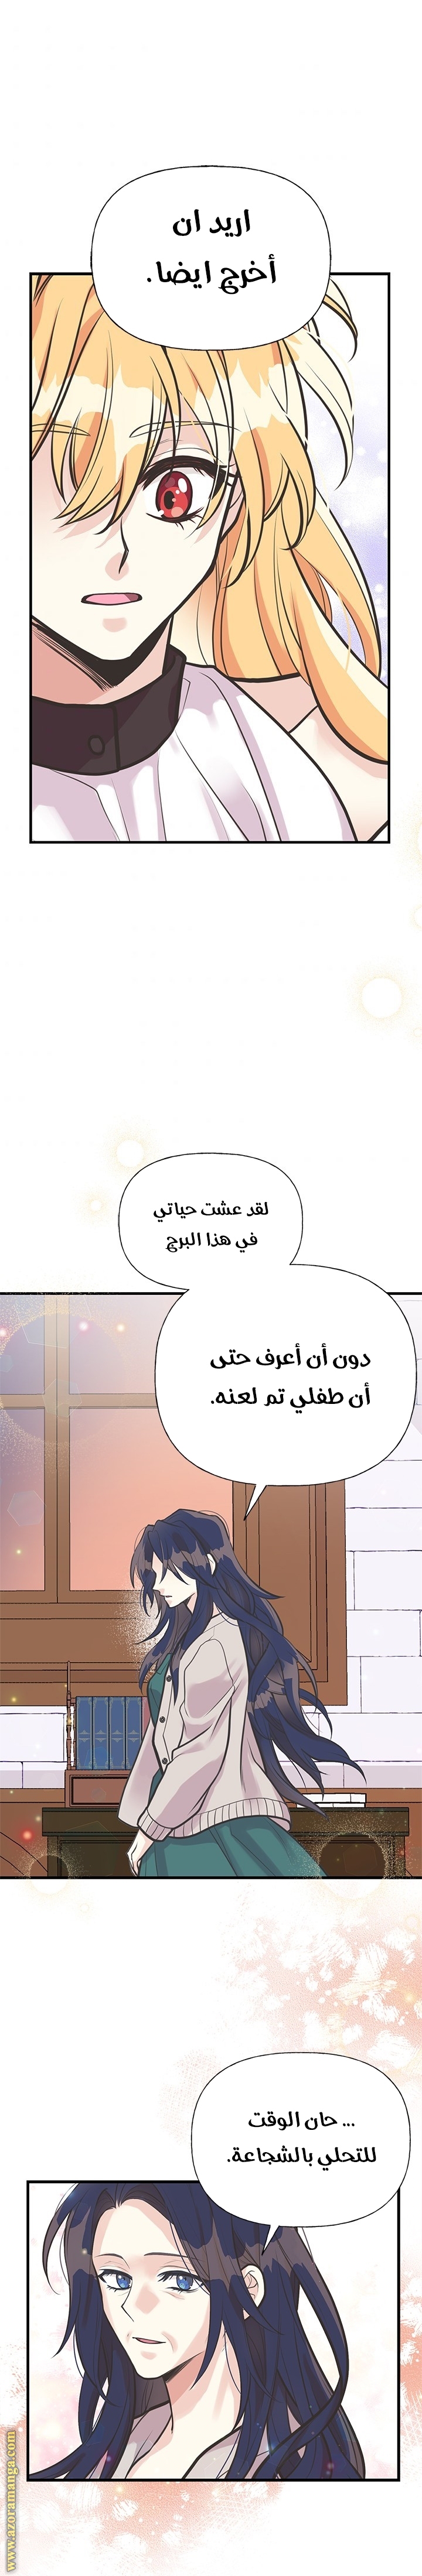 اريد ان
أخرج ايضا.
لقد عشت حياتي
في هذا البرج
دون أن أعرف حتى
أن طفلي تم لعنه.
... حان الوقت
للتحلي بالشجاعة.
www.azoramanga.com